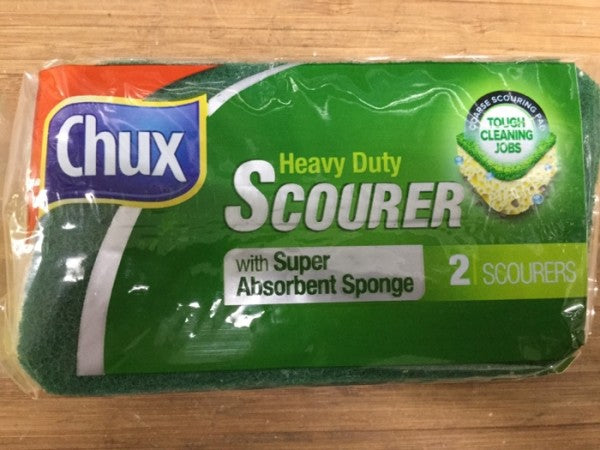 Chux
Heavy Duty
SCOURER
with Super
Absorbent Sponge
2 SCOURERS
COARSE SCOURING PAD
TOUGH
CLEANING
JOBS